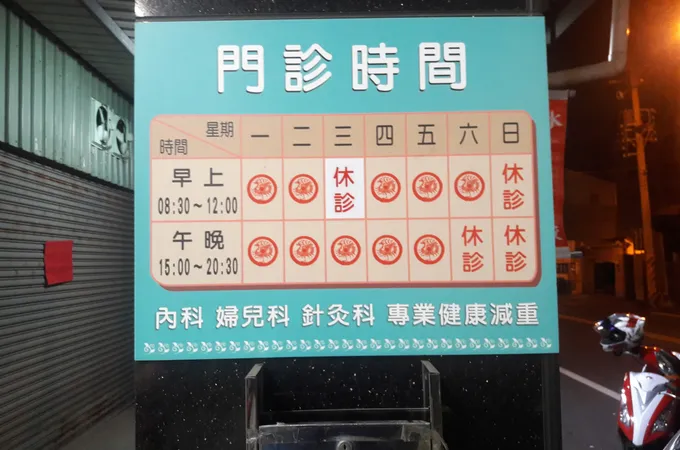 門診時間
星期 一 二 三 四 五 六 日
時間
早上 休診 休診
08:30~12:00
午晚 休診 休診
15:00~20:30
內科 婦兒科 針灸科 專業健康減重